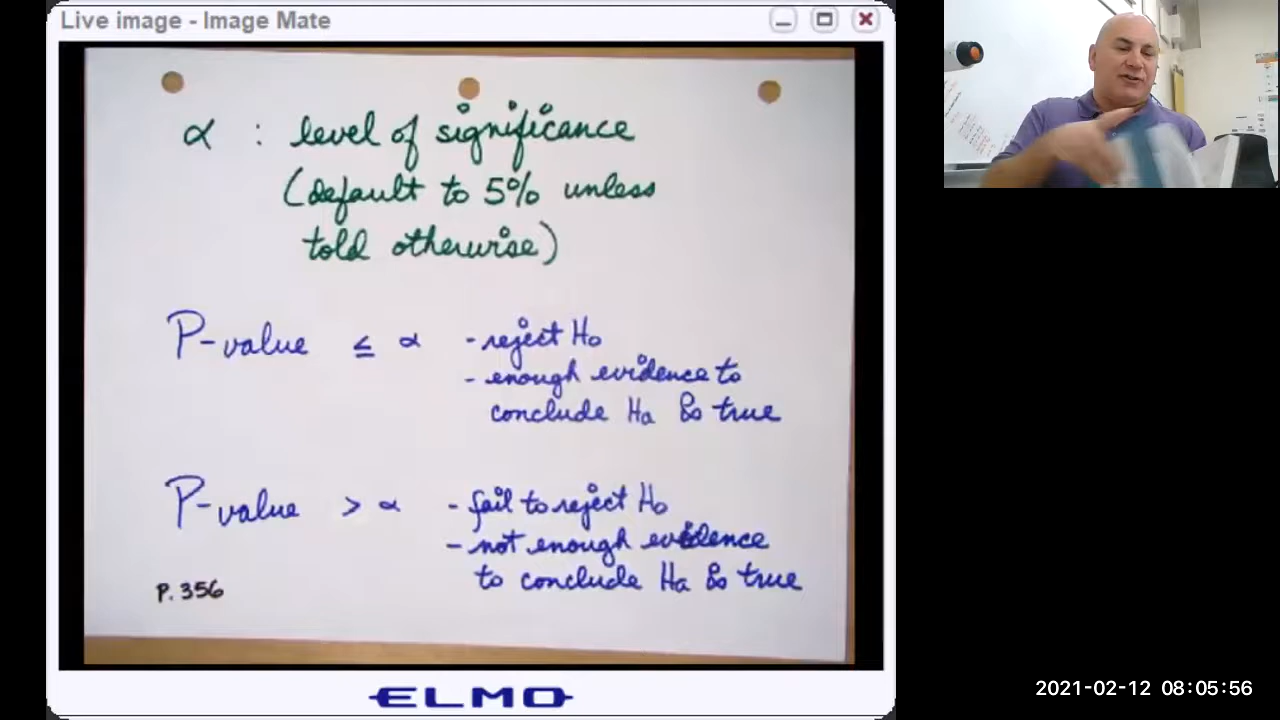 Live image - Image Mate
α : level of significance
(default to 5% unless
told otherwise)
P-value ≤ α - reject H₀
- enough evidence to
conclude Ha is true
P-value > α - fail to reject H₀
- not enough evidence
to conclude Ha is true
P. 356
ELMO
2021-02-12 08:05:56